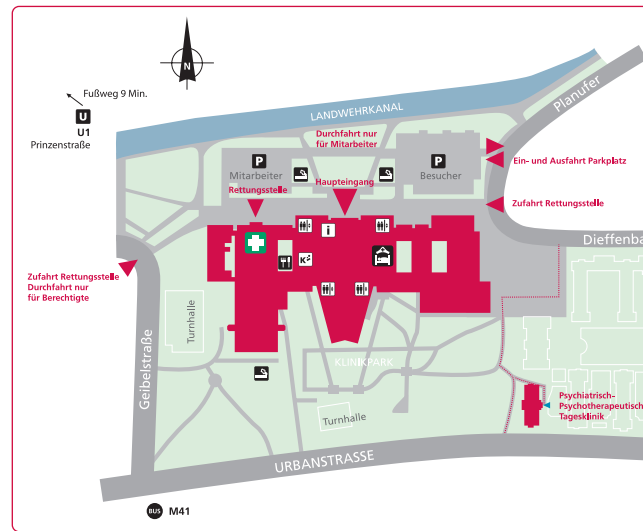 N
Fußweg 9 Min.
U
U1
Prinzenstraße
LANDWEHRKANAL
Planufer
Durchfahrt nur
für Mitarbeiter
P
Mitarbeiter
P
Besucher
Ein- und Ausfahrt Parkplatz
Rettungsstelle
Haupteingang
Zufahrt Rettungsstelle
i
K
Dieffenba
Zufahrt Rettungsstelle
Durchfahrt nur
für Berechtigte
Turnhalle
Geibelstraße
KLINIKPARK
Turnhalle
Psychiatrisch-
Psychotherapeutisch
Tagesklinik
URBANSTRASSE
BUS M41